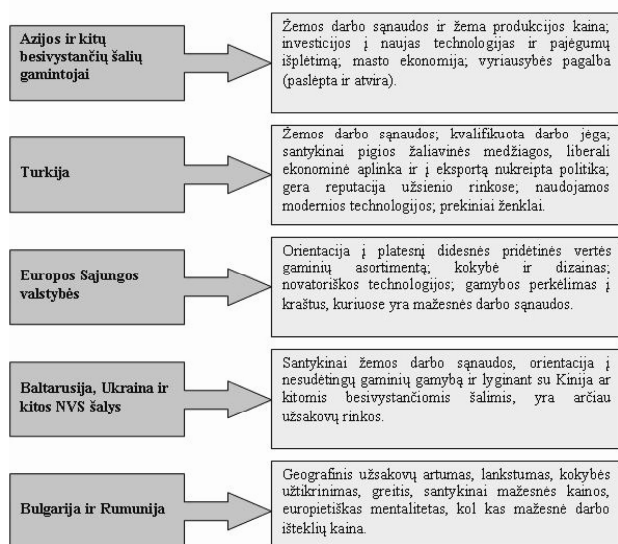 Azijos ir kitų
besivystančių šalių
gamintojai
Žemos darbo sąnaudos ir žema produkcijos kaina;
investicijos į naujas technologijas ir pajėgumų
išplėtimą; masto ekonomija; vyriausybės pagalba
(paslėpta ir atvira).
Turkija
Žemos darbo sąnaudos; kvalifikuota darbo jėga;
santykinai pigios žaliavinės medžiagos, liberali
ekonominė aplinka ir į eksportą nukreipta politika;
gera reputacija užsienio rinkose; naudojamos
modernios technologijos; prekiniai ženklai.
Europos Sąjungos
valstybės
Orientacija į platesnį didesnės pridėtinės vertės
gaminių asortimentą; kokybė ir dizainas;
novatoriškos technologijos; gamybos perkėlimas į
kraštus, kuriuose yra mažesnės darbo sąnaudos.
Baltarusija, Ukraina ir
kitos NVS šalys
Santykinai žemos darbo sąnaudos, orientacija į
nesudėtingų gaminių gamybą ir lyginant su Kinija ar
kitomis besivystančiomis šalimis, yra arčiau
užsakovų rinkos.
Bulgarija ir Rumunija
Geografinis užsakovų artumas, lankstumas, kokybės
užtikrinimas, greitis, santykinai mažesnės kainos,
europietiškas mentalitetas, kol kas mažesnė darbo
išteklių kaina.